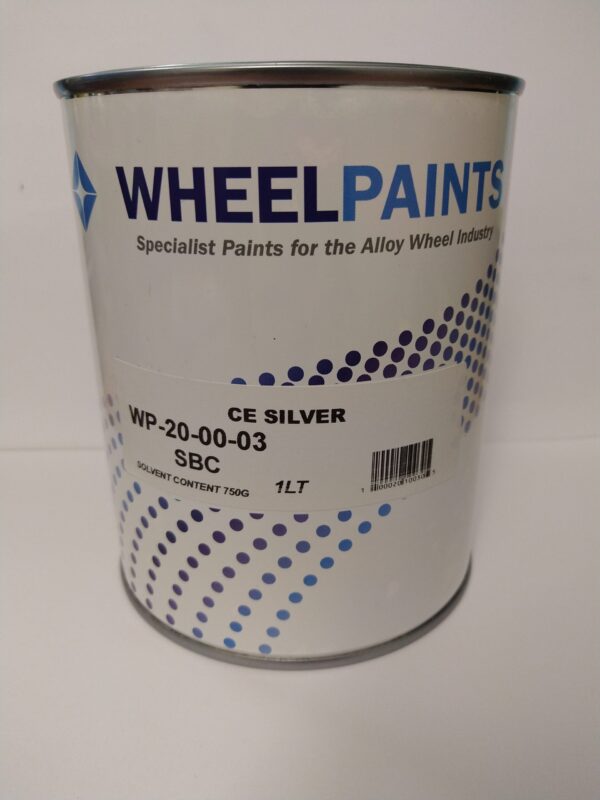 WHEELPAINTS
Specialist Paints for the Alloy Wheel Industry
CE SILVER
WP-20-00-03
SBC
SOLVENT CONTENT 750G 1LT